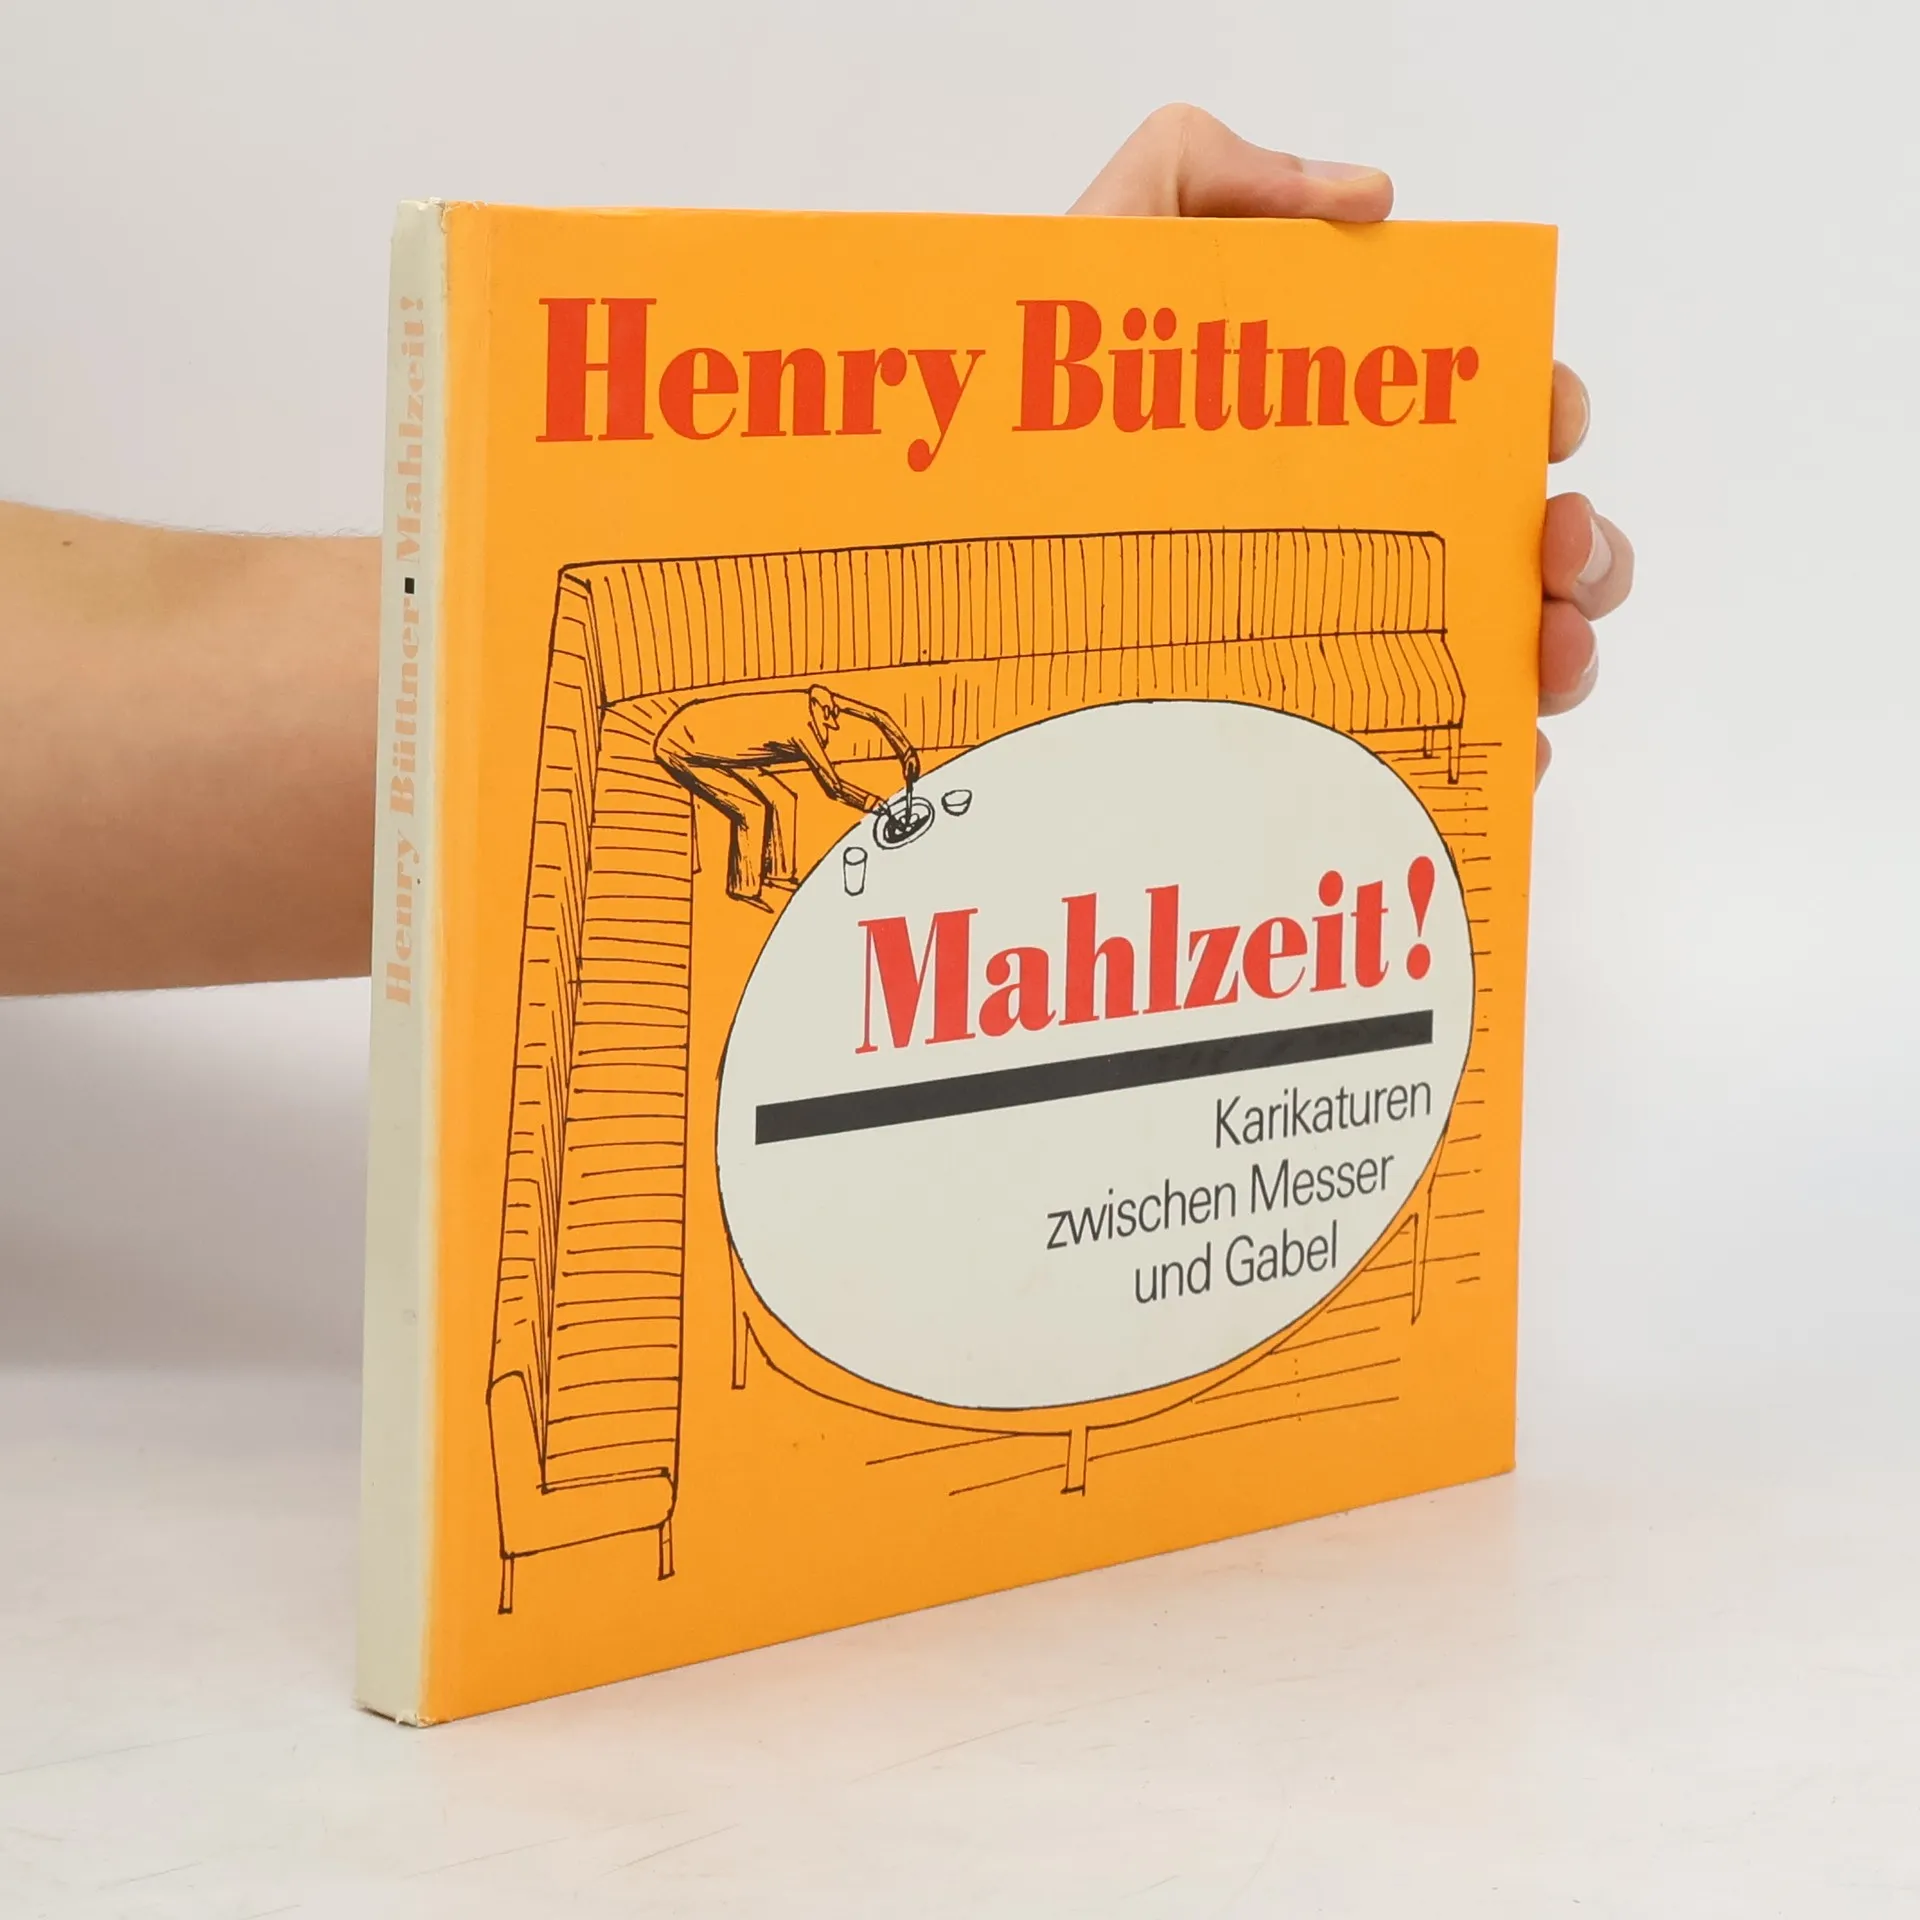 Henry Büttner
Mahlzeit!
Karikaturen
zwischen Messer
und Gabel
Henry Büttner ▪ Mahlzeit!